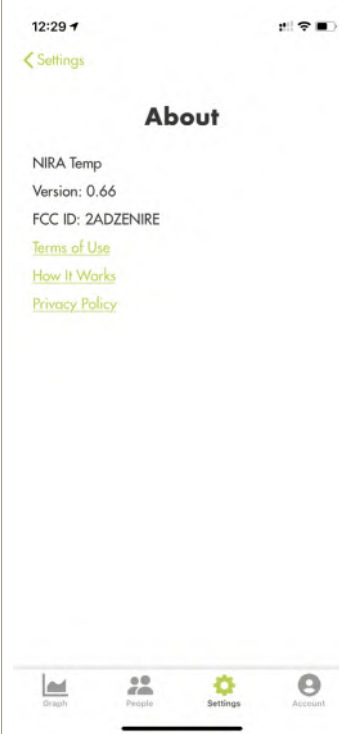 12:29
Settings
About
NIRA Temp
Version: 0.66
FCC ID: 2ADZENIRE
Terms of Use
How It Works
Privacy Policy
Graph People Settings Account